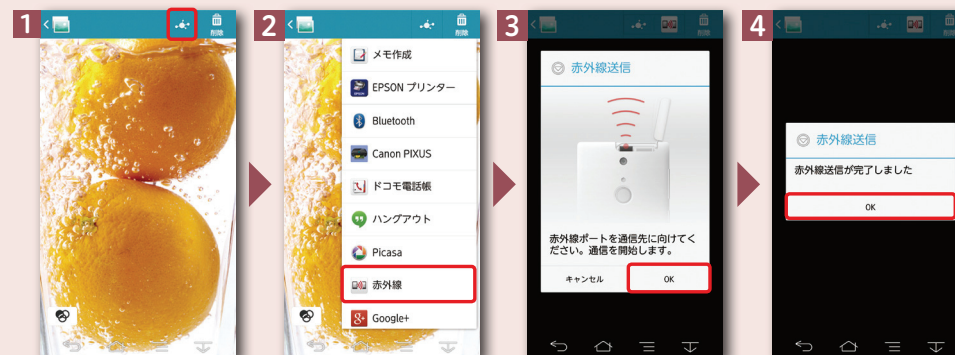 1
削除
2
削除
メモ作成
EPSON
EPSON プリンター
Bluetooth
Canon PIXUS
ドコモ電話帳
ハングアウト
Picasa
赤外線
Google+
3
削除
赤外線送信
赤外線ポートを通信先に向けてく
ださい。通信を開始します。
キャンセル
OK
4
削除
赤外線送信
赤外線送信が完了しました
OK